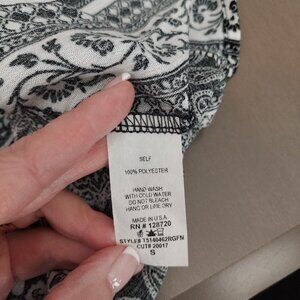 SELF
100% POLYESTER
HAND WASH
WITH COLD WATER
DO NOT BLEACH
HANG OR LINE DRY
MADE IN U.S.A.
RN # 128720
STYLE# T5140462RGFN
CUT# 20017
S